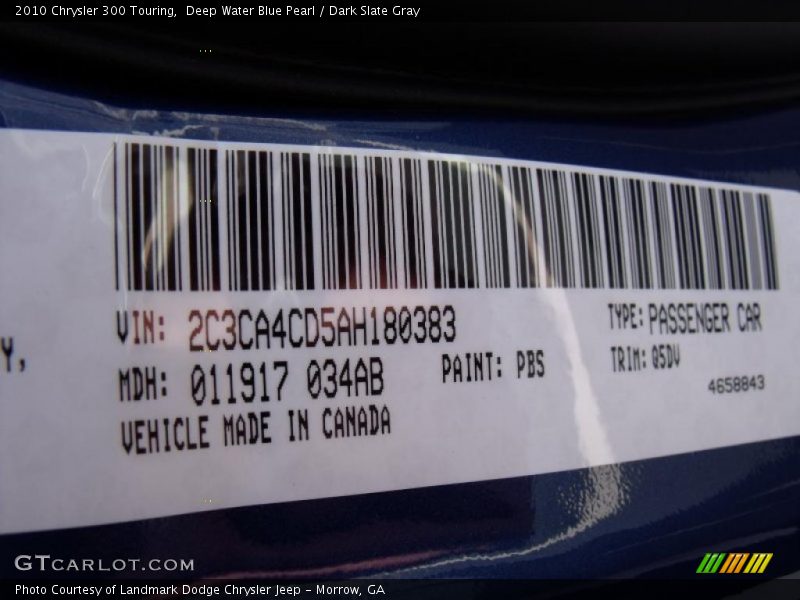 2010 Chrysler 300 Touring,  Deep Water Blue Pearl / Dark Slate Gray
Y,
VIN: 2C3CA4CD5AH180383
TYPE: PASSENGER CAR
MDH: 011917 034AB
PAINT: PBS
TRIM: Q5DV
4658843
VEHICLE MADE IN CANADA
GTCARLOT.COM
Photo Courtesy of Landmark Dodge Chrysler Jeep - Morrow, GA